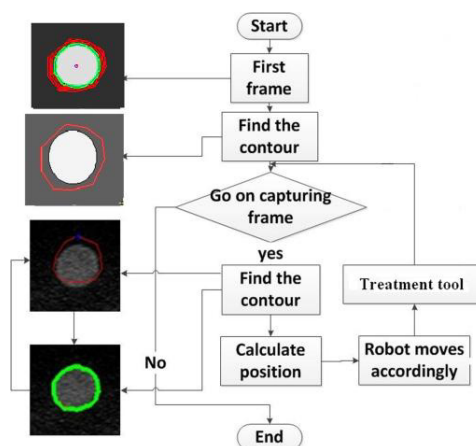 Start
First
frame
Find the
contour
Go on capturing
frame
yes
Find the
contour
Treatment tool
Calculate
position
Robot moves
accordingly
No
End